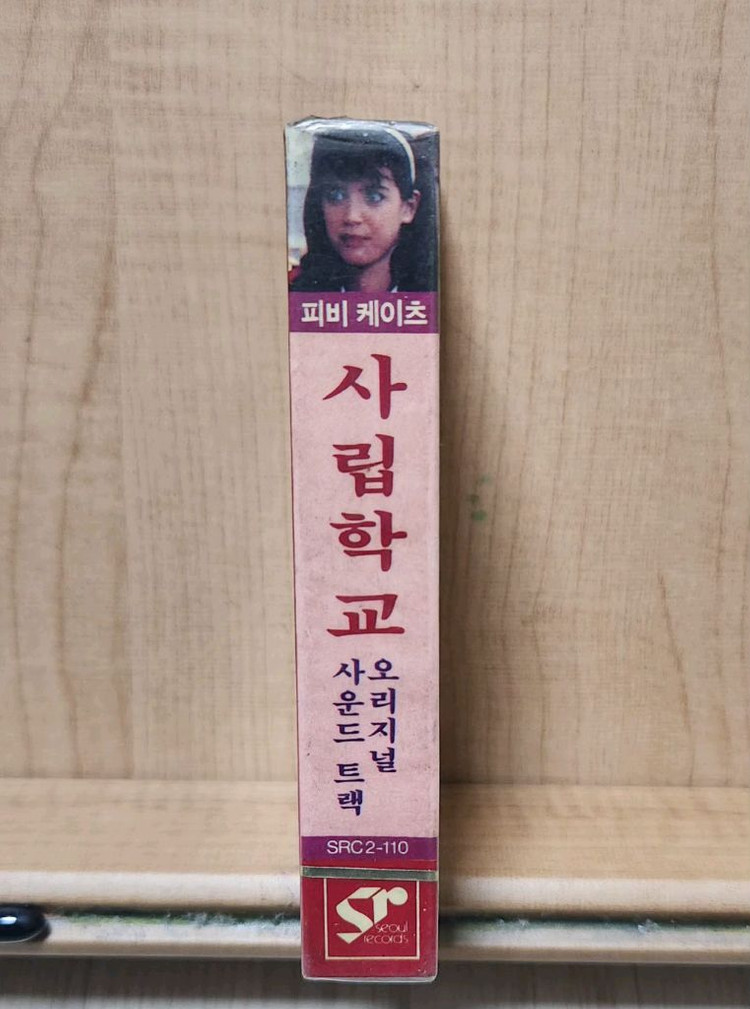 피비 케이츠
사립학교
오리지널
사운드 트랙
SRC2-110
sr
seoul
records